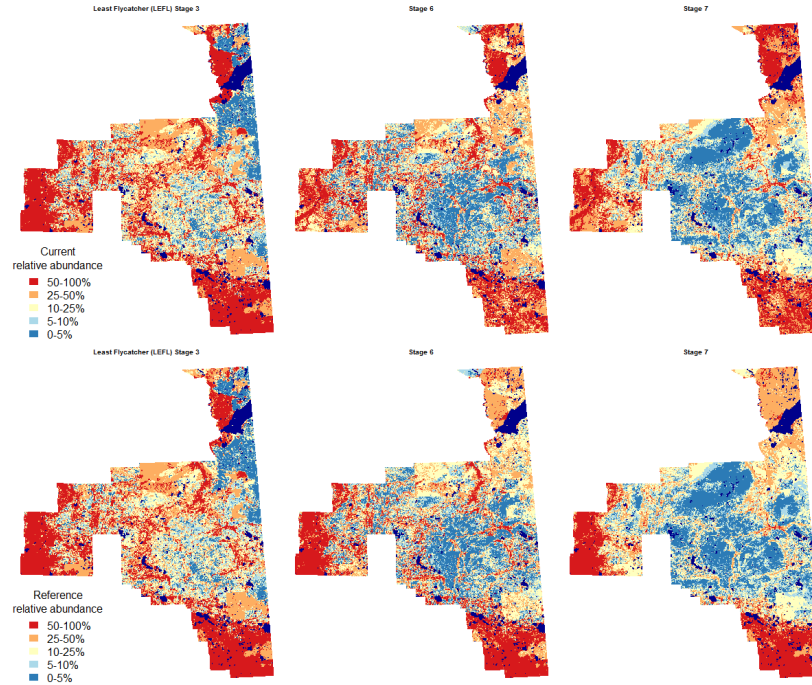 Least Flycatcher (LEFL) Stage 3
Stage 6
Stage 7
Current
relative abundance
50-100%
25-50%
10-25%
5-10%
0-5%
Least Flycatcher (LEFL) Stage 3
Stage 6
Stage 7
Reference
relative abundance
50-100%
25-50%
10-25%
5-10%
0-5%